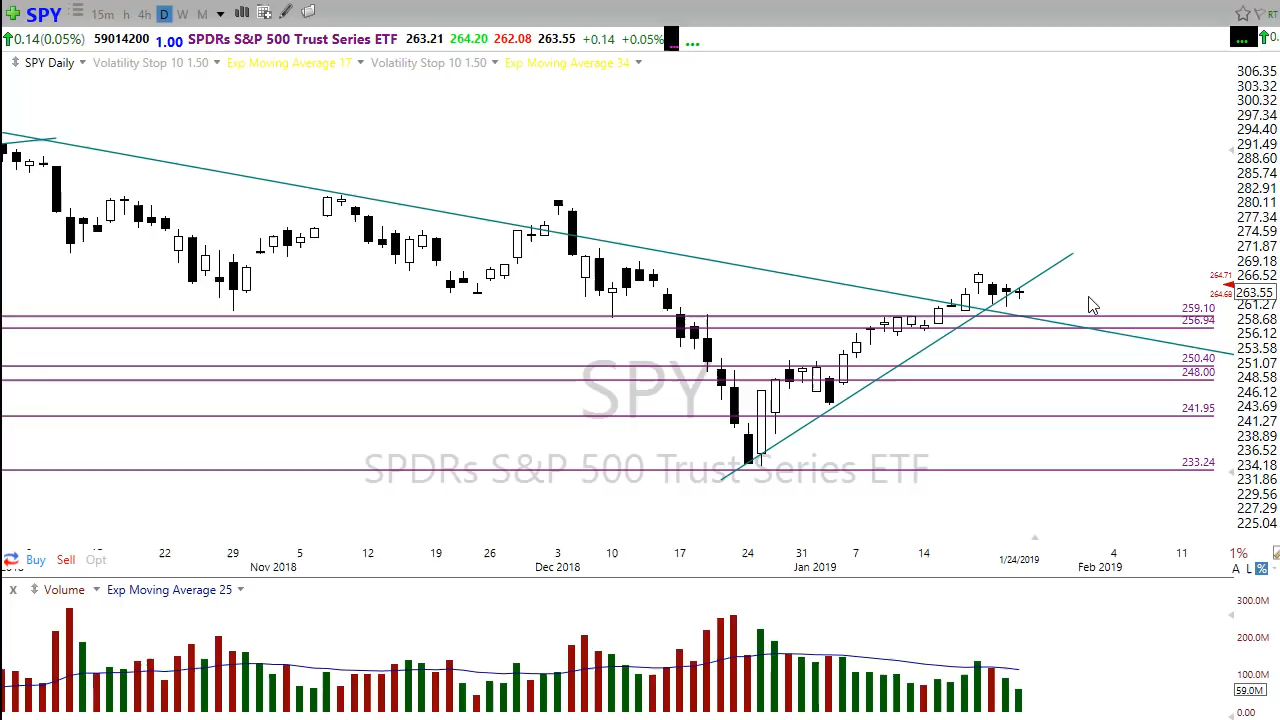 SPY 15m h 4h D W M RT
0.14(0.05%) 59014200 1.00 SPDRs S&P 500 Trust Series ETF 263.21 264.20 262.08 263.55 +0.14 +0.05% ... ... 0.
SPY Daily Volatility Stop 10 1.50 Exp Moving Average 17 Volatility Stop 10 1.50 Exp Moving Average 34
306.35
303.32
300.32
297.34
294.40
291.49
288.60
285.74
282.91
280.11
277.34
274.59
271.87
269.18
264.71 266.52
264.68 263.55
261.27
259.10 258.68
256.94 256.12
253.58
250.40 251.07
248.00 248.58
246.12
241.95 243.69
241.27
238.89
236.52
233.24 234.18
231.86
229.56
227.29
225.04
SPY
SPDRs S&P 500 Trust Series ETF
22 29 5 12 19 26 3 10 17 24 31 7 14 1/24/2019 4 11 1%
Buy Sell Opt
Nov 2018 Dec 2018 Jan 2019 Feb 2019 A L %
X Volume Exp Moving Average 25
300.0M
200.0M
100.0M
59.0M
0.00